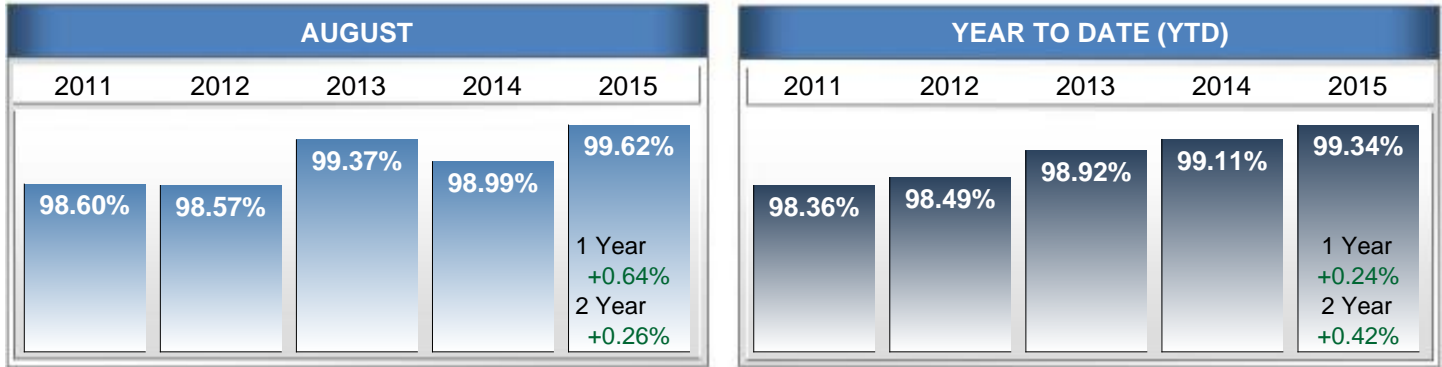 AUGUST
2011 2012 2013 2014 2015
98.60% 98.57% 99.37% 98.99% 99.62%
1 Year
+0.64%
2 Year
+0.26%
YEAR TO DATE (YTD)
2011 2012 2013 2014 2015
98.36% 98.49% 98.92% 99.11% 99.34%
1 Year
+0.24%
2 Year
+0.42%